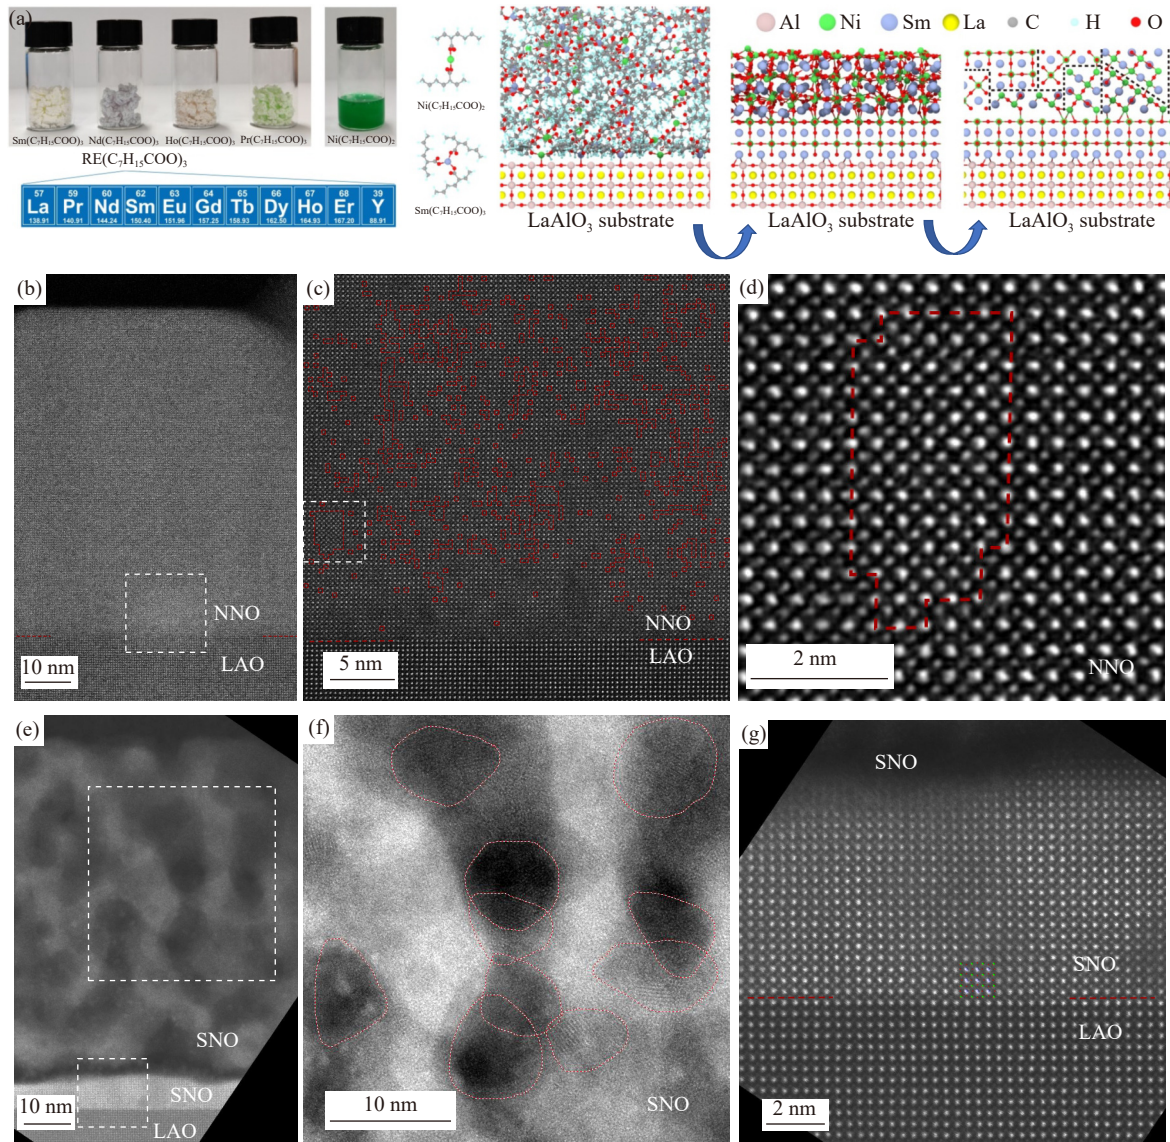 (a)
Al Ni Sm La C H O
Sm(C₇H₁₅COO)₃ Nd(C₇H₁₅COO)₃ Ho(C₇H₁₅COO)₃ Pr(C₇H₁₅COO)₃ Ni(C₇H₁₅COO)₂
RE(C₇H₁₅COO)₃
57 59 60 62 63 64 65 66 67 68 39
La Pr Nd Sm Eu Gd Tb Dy Ho Er Y
138.91 140.91 144.24 150.40 151.96 157.25 158.93 162.50 164.93 167.20 88.91
Ni(C₇H₁₅COO)₂
Sm(C₇H₁₅COO)₃
LaAlO₃ substrate LaAlO₃ substrate LaAlO₃ substrate
(b)
NNO
LAO
10 nm
(c)
NNO
LAO
5 nm
(d)
2 nm
NNO
(e)
SNO
SNO
10 nm
LAO
(f)
10 nm
SNO
(g)
SNO
SNO
LAO
2 nm